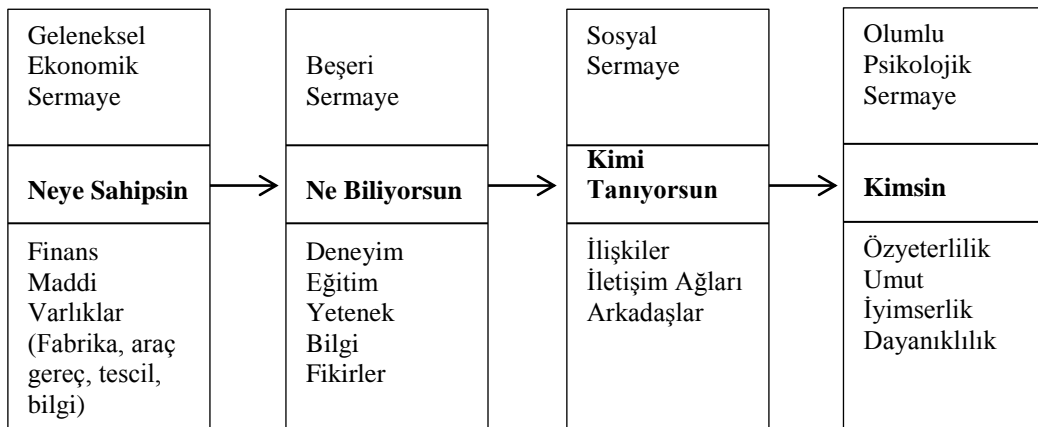 Geleneksel
Ekonomik
Sermaye
Neye Sahipsin
Finans
Maddi
Varlıklar
(Fabrika, araç
gereç, tescil,
bilgi)
Beşeri
Sermaye
Ne Biliyorsun
Deneyim
Eğitim
Yetenek
Bilgi
Fikirler
Sosyal
Sermaye
Kimi
Tanıyorsun
İlişkiler
İletişim Ağları
Arkadaşlar
Olumlu
Psikolojik
Sermaye
Kimsin
Özyeterlilik
Umut
İyimserlik
Dayanıklılık